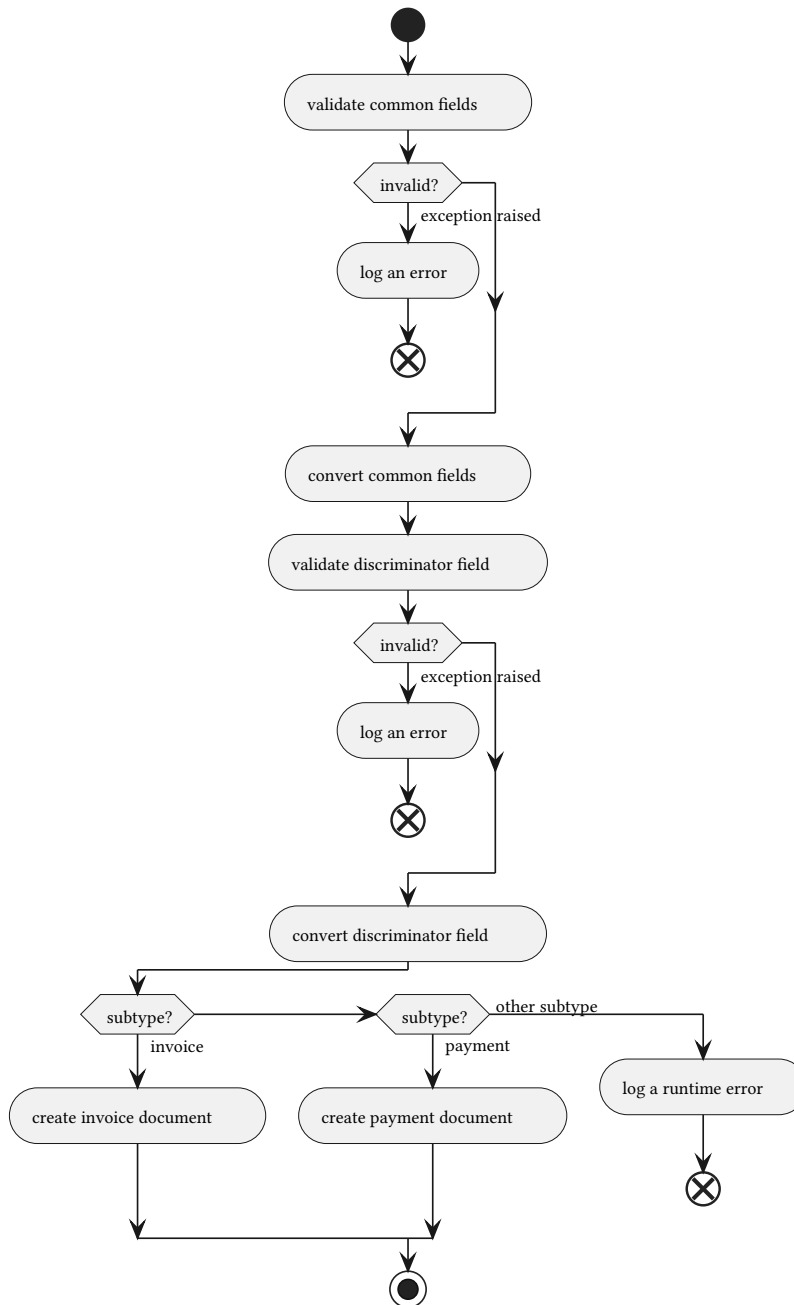 validate common fields
invalid?
exception raised
log an error
convert common fields
validate discriminator field
invalid?
exception raised
log an error
convert discriminator field
subtype?
subtype?
other subtype
invoice
payment
log a runtime error
create invoice document
create payment document